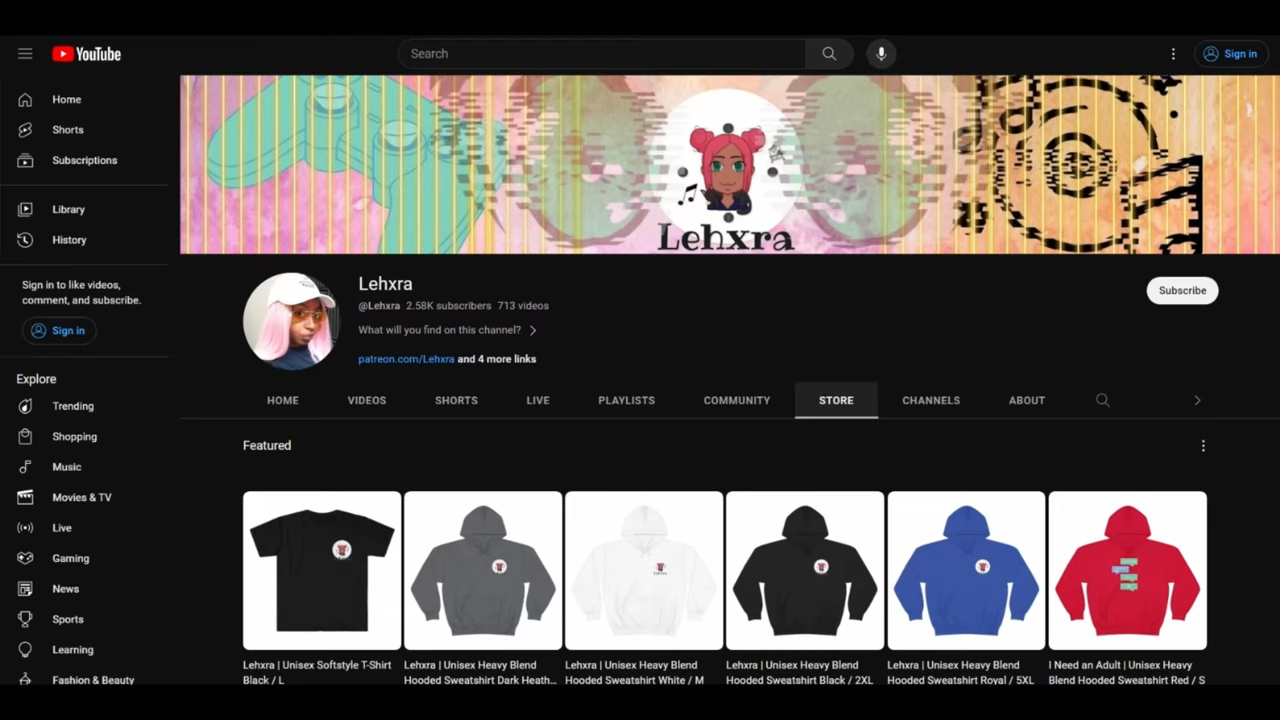 YouTube
Search
Sign in
Home
Shorts
Subscriptions
Library
History
Sign in to like videos,
comment, and subscribe.
Sign in
Explore
Trending
Shopping
Music
Movies & TV
Live
Gaming
News
Sports
Learning
Fashion & Beauty
Lehxra
Lehxra
@Lehxra 2.58K subscribers 713 videos
What will you find on this channel?
patreon.com/Lehxra and 4 more links
Subscribe
HOME VIDEOS SHORTS LIVE PLAYLISTS COMMUNITY STORE CHANNELS ABOUT
Featured
Lehxra | Unisex Softstyle T-Shirt
Black / L
Lehxra | Unisex Heavy Blend
Hooded Sweatshirt Dark Heath...
Lehxra | Unisex Heavy Blend
Hooded Sweatshirt White / M
Lehxra | Unisex Heavy Blend
Hooded Sweatshirt Black / 2XL
Lehxra | Unisex Heavy Blend
Hooded Sweatshirt Royal / 5XL
I Need an Adult | Unisex Heavy
Blend Hooded Sweatshirt Red / S